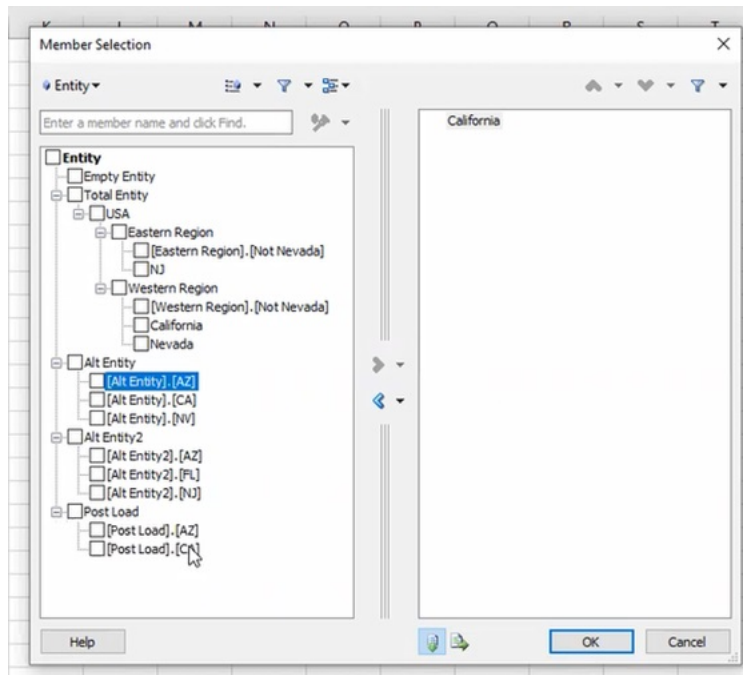 Member Selection
Entity
Enter a member name and click Find.
Entity
Empty Entity
Total Entity
USA
Eastern Region
[Eastern Region].[Not Nevada]
NJ
Western Region
[Western Region].[Not Nevada]
California
Nevada
Alt Entity
[Alt Entity].[AZ]
[Alt Entity].[CA]
[Alt Entity].[NV]
Alt Entity2
[Alt Entity2].[AZ]
[Alt Entity2].[FL]
[Alt Entity2].[NJ]
Post Load
[Post Load].[AZ]
[Post Load].[CA]
California
Help
OK
Cancel